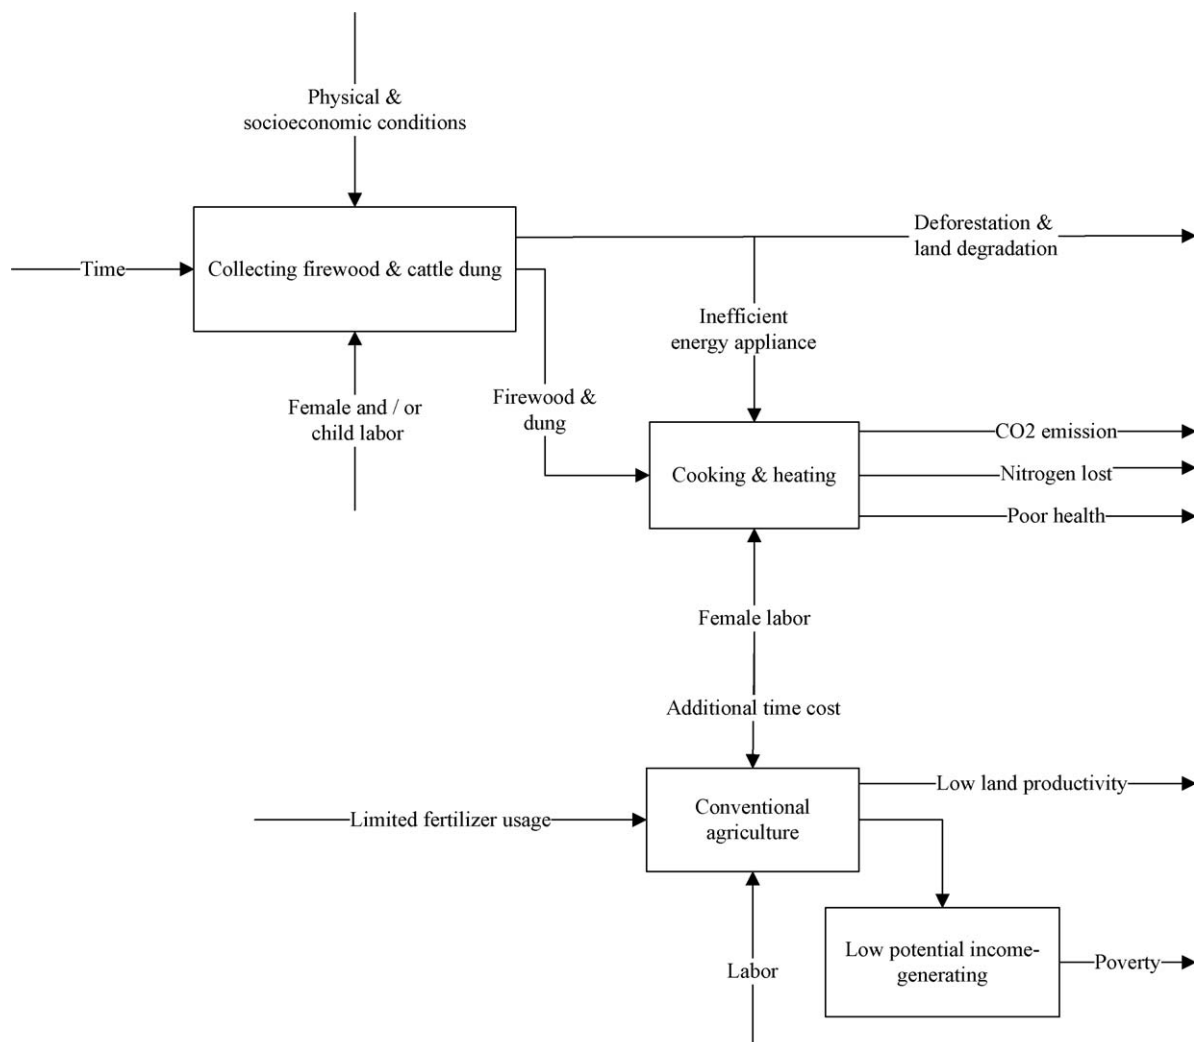 Physical &
socioeconomic conditions
Time
Collecting firewood & cattle dung
Deforestation &
land degradation
Inefficient
energy appliance
Female and / or
child labor
Firewood &
dung
Cooking & heating
CO2 emission
Nitrogen lost
Poor health
Female labor
Additional time cost
Limited fertilizer usage
Conventional
agriculture
Low land productivity
Labor
Low potential income-
generating
Poverty